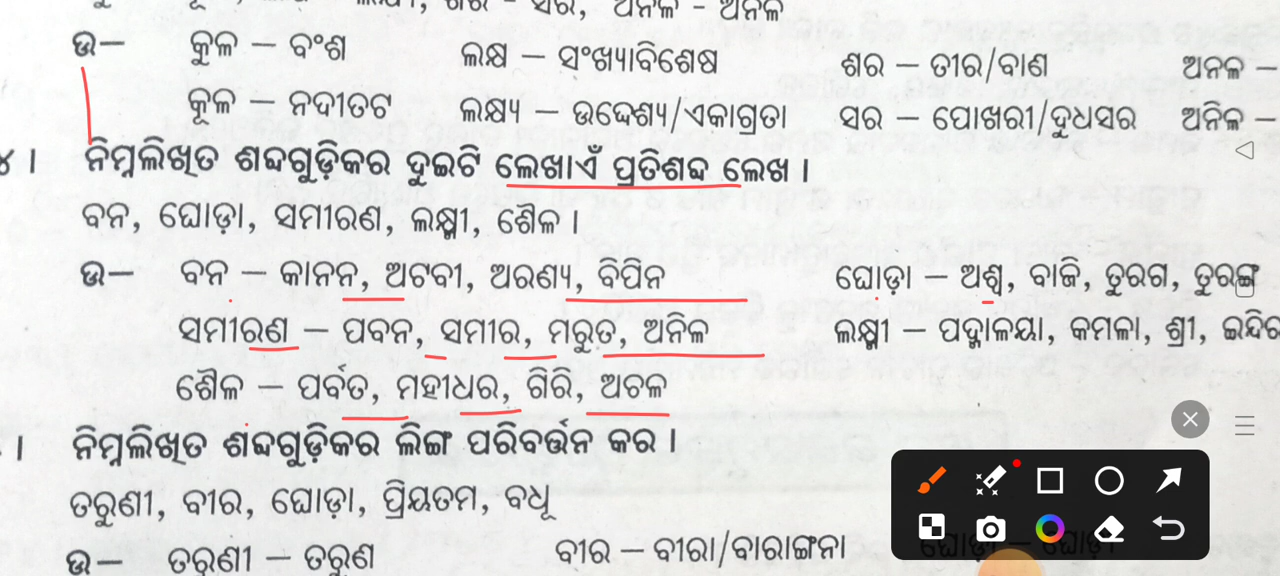 ଉ— କୁଳ – ବଂଶ ଲକ୍ଷ – ସଂଖ୍ୟାବିଶେଷ ଶର – ତୀର/ବାଣ ଅନଳ –
କୂଳ – ନଦୀତଟ ଲକ୍ଷ୍ୟ – ଉଦ୍ଦେଶ୍ୟ/ଏକାଗ୍ରତା ସର – ପୋଖରୀ/ଦୁଧସର ଅନିଳ –
୪। ନିମ୍ନଲିଖିତ ଶବ୍ଦଗୁଡ଼ିକର ଦୁଇଟି ଲେଖାଏଁ ପ୍ରତିଶବ୍ଦ ଲେଖ।
ବନ, ଘୋଡ଼ା, ସମୀରଣ, ଲକ୍ଷ୍ମୀ, ଶୈଳ।
ଉ— ବନ – କାନନ, ଅଟବୀ, ଅରଣ୍ୟ, ବିପିନ ଘୋଡ଼ା – ଅଶ୍ୱ, ବାଜି, ତୁରଗ, ତୁରଙ୍ଗ
ସମୀରଣ – ପବନ, ସମୀର, ମରୁତ, ଅନିଳ ଲକ୍ଷ୍ମୀ – ପଦ୍ମାଳୟା, କମଳା, ଶ୍ରୀ,
ଶୈଳ – ପର୍ବତ, ମହୀଧର, ଗିରି, ଅଚଳ
। ନିମ୍ନଲିଖିତ ଶବ୍ଦଗୁଡ଼ିକର ଲିଙ୍ଗ ପରିବର୍ତ୍ତନ କର।
ତରୁଣୀ, ବୀର, ଘୋଡ଼ା, ପ୍ରିୟତମ, ବଧୂ
ଉ— ତରୁଣୀ – ତରୁଣ ବୀର – ବୀରା/ବାରାଙ୍ଗନା ଘୋଡ଼ା – ଘୋଡ଼ୀ